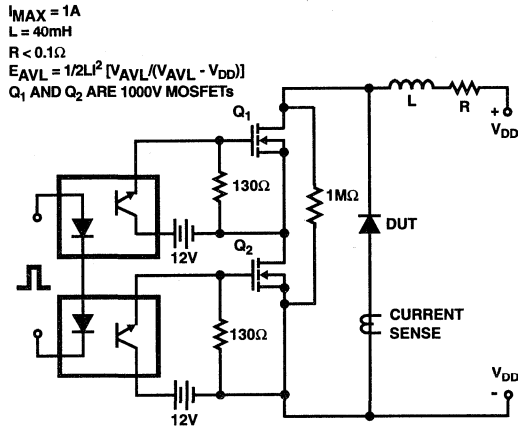 IMAX = 1A
L = 40mH
R < 0.1Ω
EAVL = 1/2LI² [VAVL/(VAVL - VDD)]
Q1 AND Q2 ARE 1000V MOSFETs
Q1
L
R
+
VDD
130Ω
1MΩ
12V
DUT
Q2
130Ω
CURRENT
SENSE
VDD
-
12V